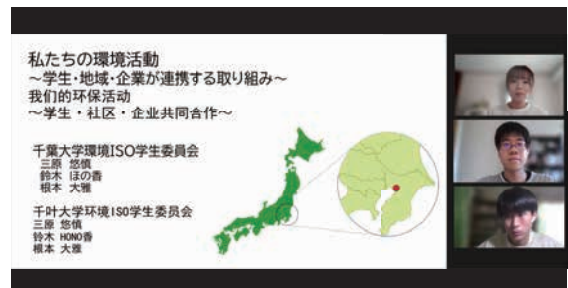 私たちの環境活動
～学生・地域・企業が連携する取り組み～
我们的环保活动
～学生・社区・企业共同合作～
千葉大学環境ISO学生委員会
三原 悠慎
鈴木 ほの香
根本 大雅
千叶大学环境ISO学生委员会
三原 悠慎
铃木 HONO香
根本 大雅